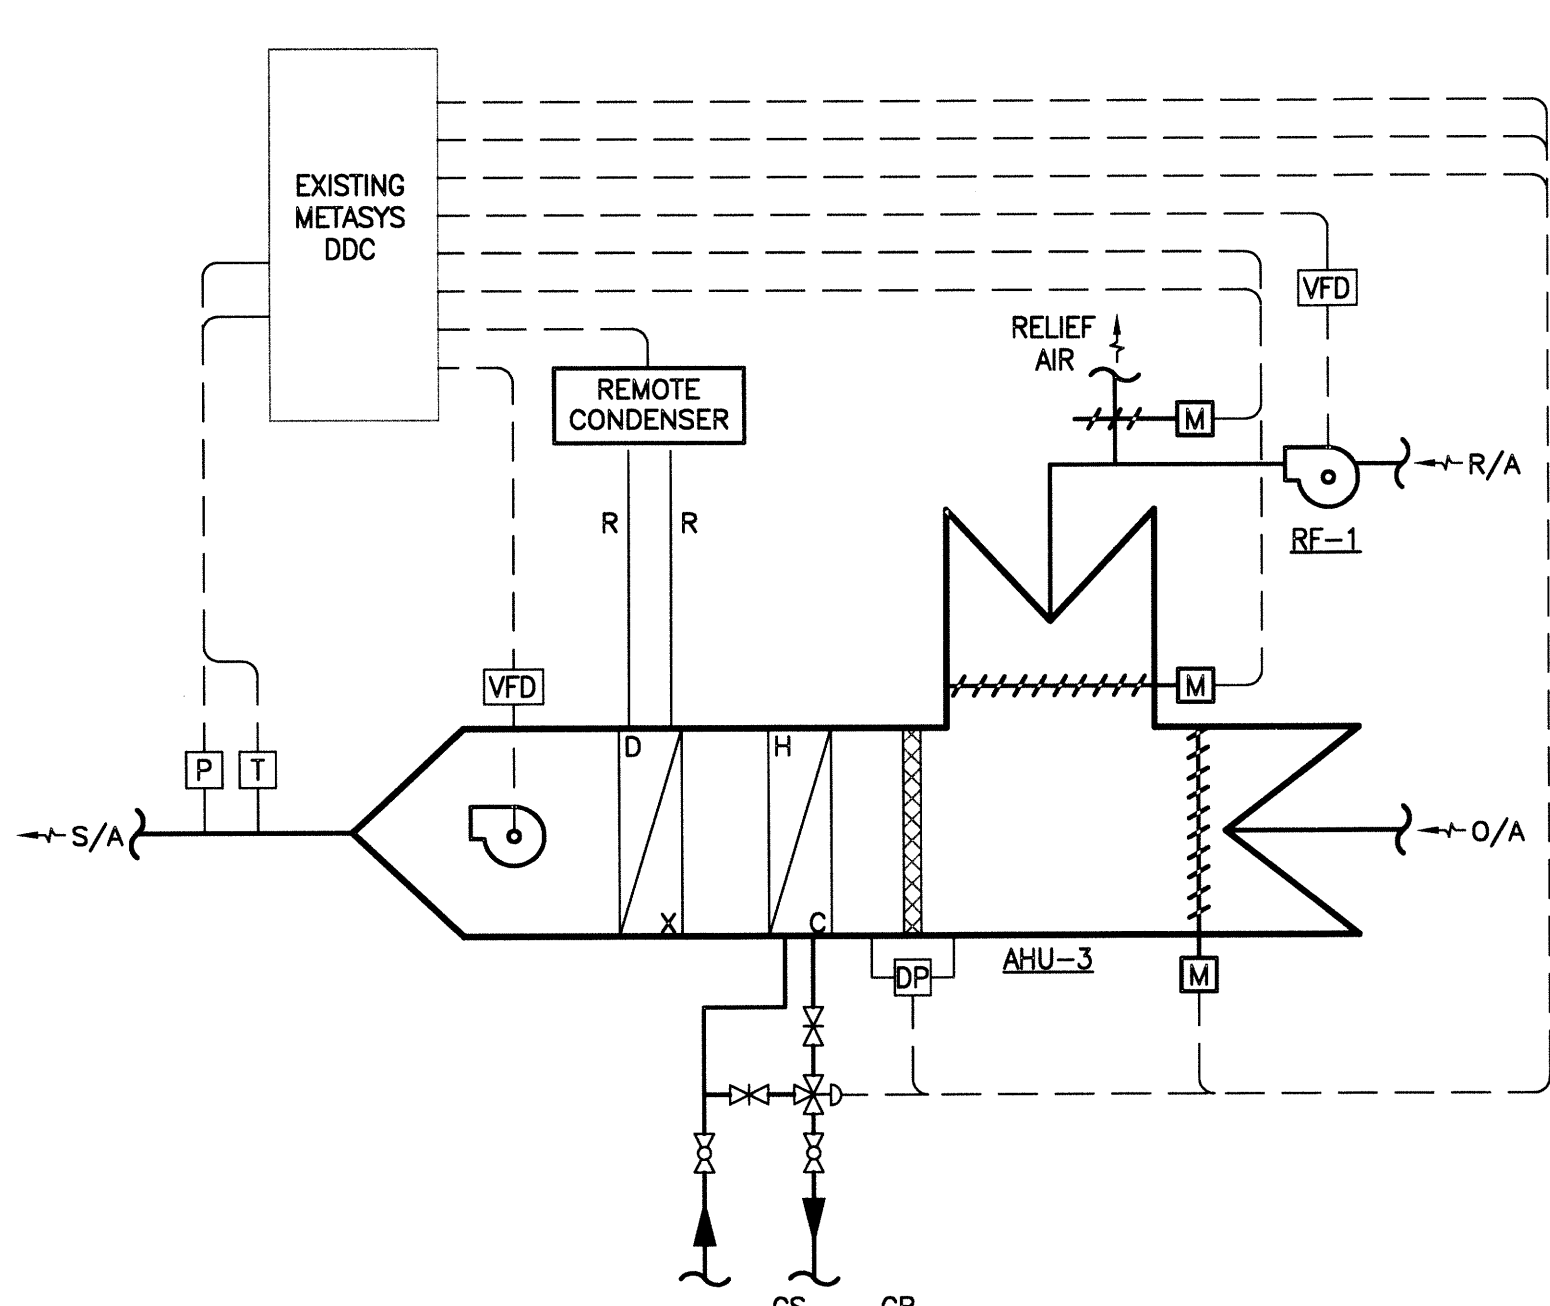 EXISTING
METASYS
DDC
VFD
RELIEF
AIR
REMOTE
CONDENSER
M
R/A
R
R
RF-1
VFD
M
D
H
P
T
S/A
O/A
X
C
AHU-3
DP
M